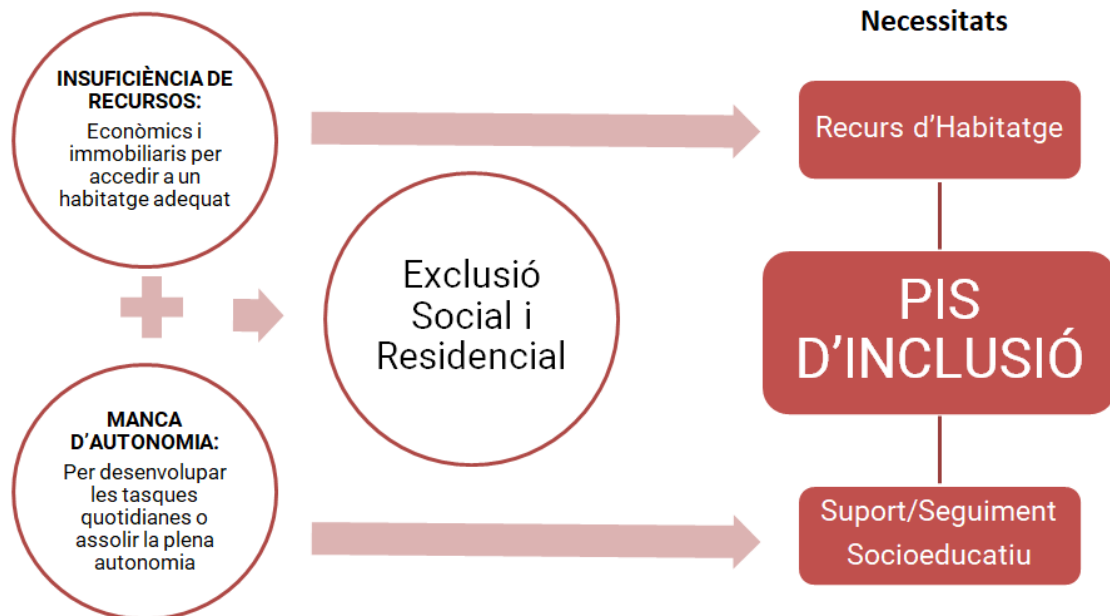 Necessitats
INSUFICIÈNCIA DE
RECURSOS:
Econòmics i
immobiliaris per
accedir a un
habitatge adequat
Recurs d'Habitatge
Exclusió
Social i
Residencial
PIS
D'INCLUSIÓ
MANCA
D'AUTONOMIA:
Per desenvolupar
les tasques
quotidianes o
assolir la plena
autonomia
Suport/Seguiment
Socioeducatiu